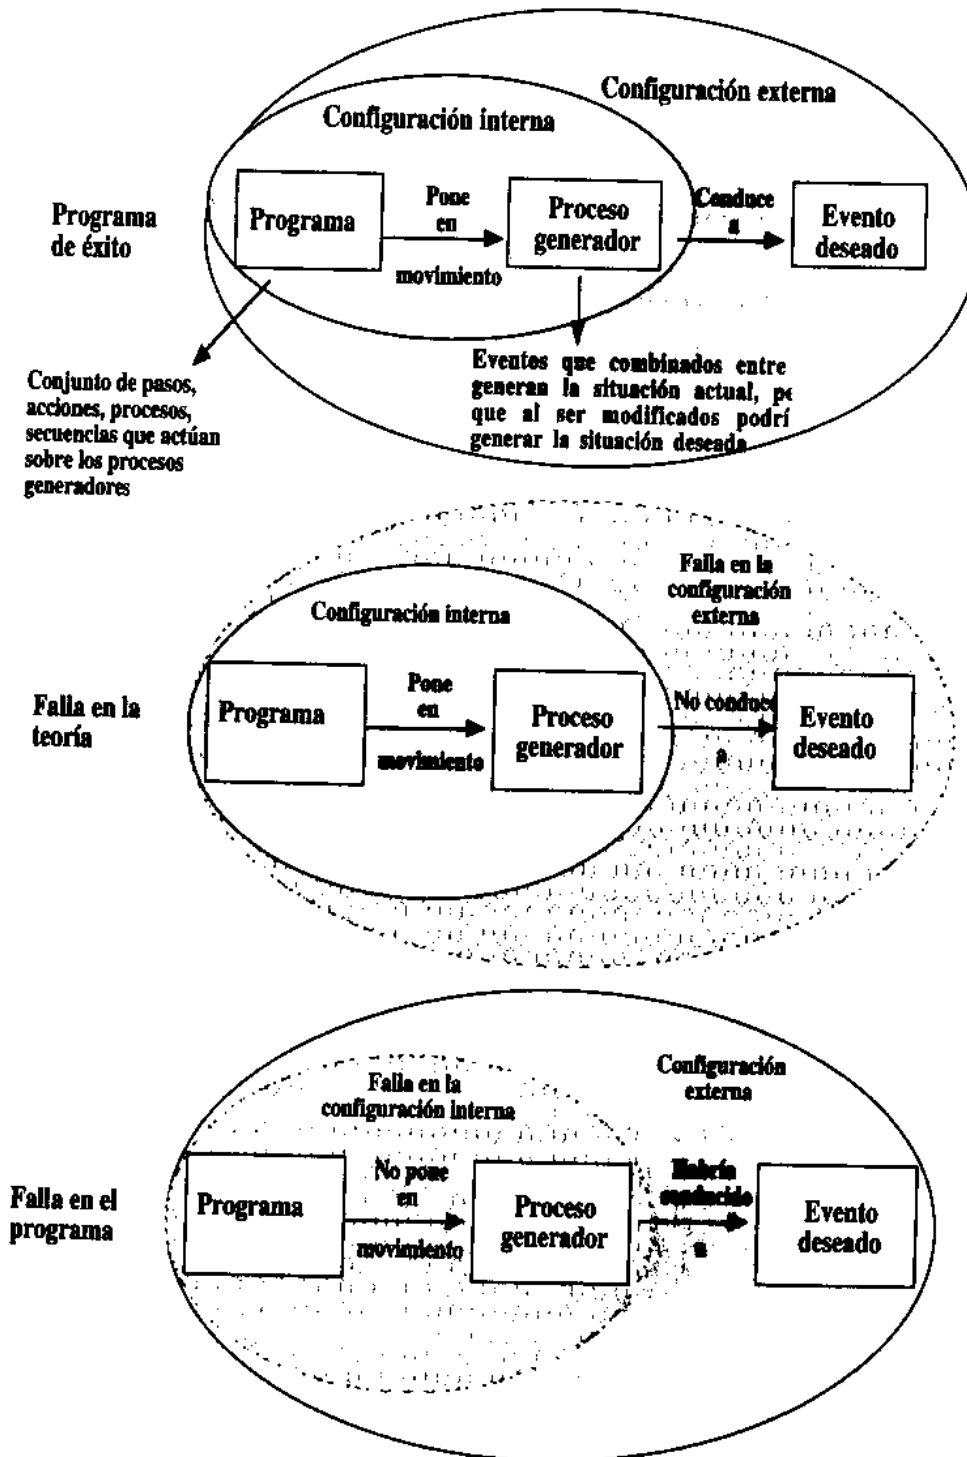 Configuración externa
Configuración interna
Programa
de éxito
Programa
Pone
en
movimiento
Proceso
generador
Conduce
a
Evento
deseado
Conjunto de pasos,
acciones, procesos,
secuencias que actúan
sobre los procesos
generadores
Eventos que combinados entre
generan la situación actual,
que al ser modificados
generar la situación deseada
Falla en la
configuración
externa
Configuración interna
Falla en la
teoría
Programa
Pone
en
movimiento
Proceso
generador
No conduce
a
Evento
deseado
Configuración
externa
Falla en la
configuración interna
Falla en el
programa
Programa
No pone
en
movimiento
Proceso
generador
Habría
conducido
a
Evento
deseado